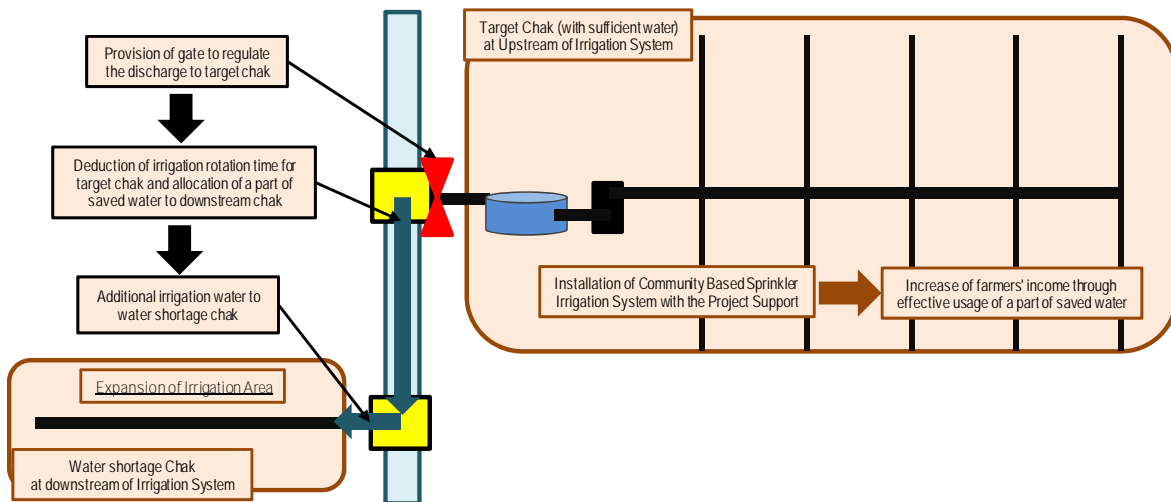 Provision of gate to regulate
the discharge to target chak
Deduction of irrigation rotation time for
target chak and allocation of a part of
saved water to downstream chak
Additional irrigation water to
water shortage chak
Expansion of Irrigation Area
Water shortage Chak
at downstream of Irrigation System
Target Chak (with sufficient water)
at Upstream of Irrigation System
Installation of Community Based Sprinkler
Irrigation System with the Project Support
Increase of farmers' income through
effective usage of a part of saved water